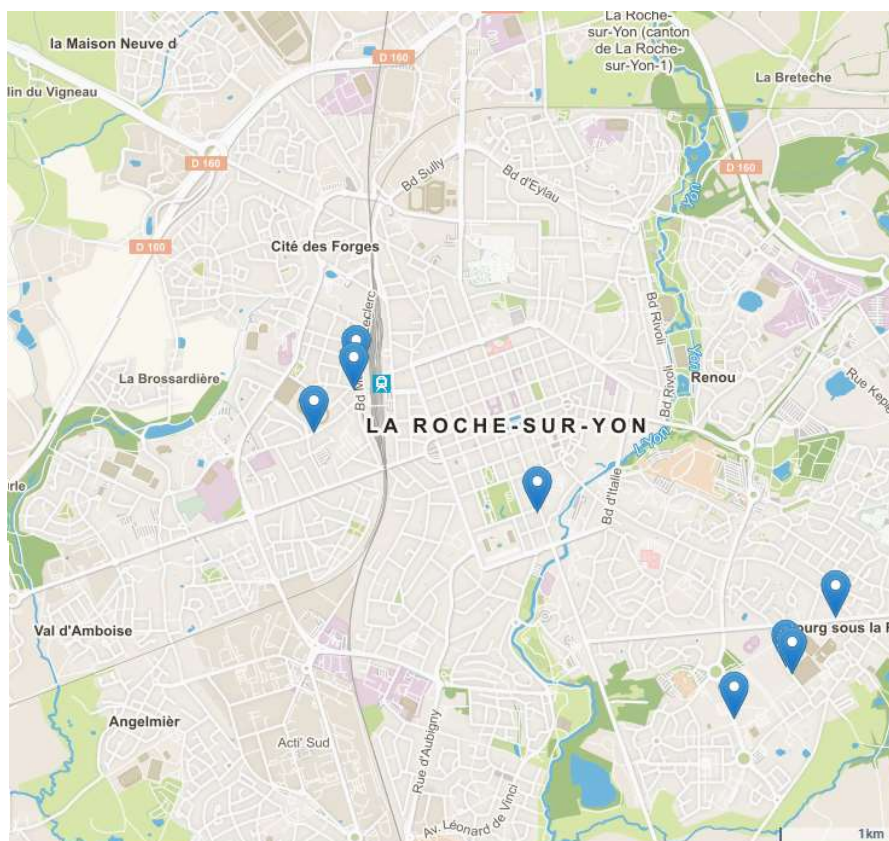 la Maison Neuve d
La Roche-
sur-Yon (canton
de La Roche-
sur-Yon-1)
D 160
La Breteche
lin du Vigneau
D 160
D 160
Bd Sully
Bd d'Eylau
Yon
D 160
Cité des Forges
Bd Rivoli
La Brossardière
Yon
Renou
Bd Rivoli
LA ROCHE-SUR-YON
L'Yon
Bd d'Italie
Val d'Amboise
ourg sous la
Angelmièr
Acti' Sud
Rue d'Aubigny
Av. Léonard de Vinci
1km